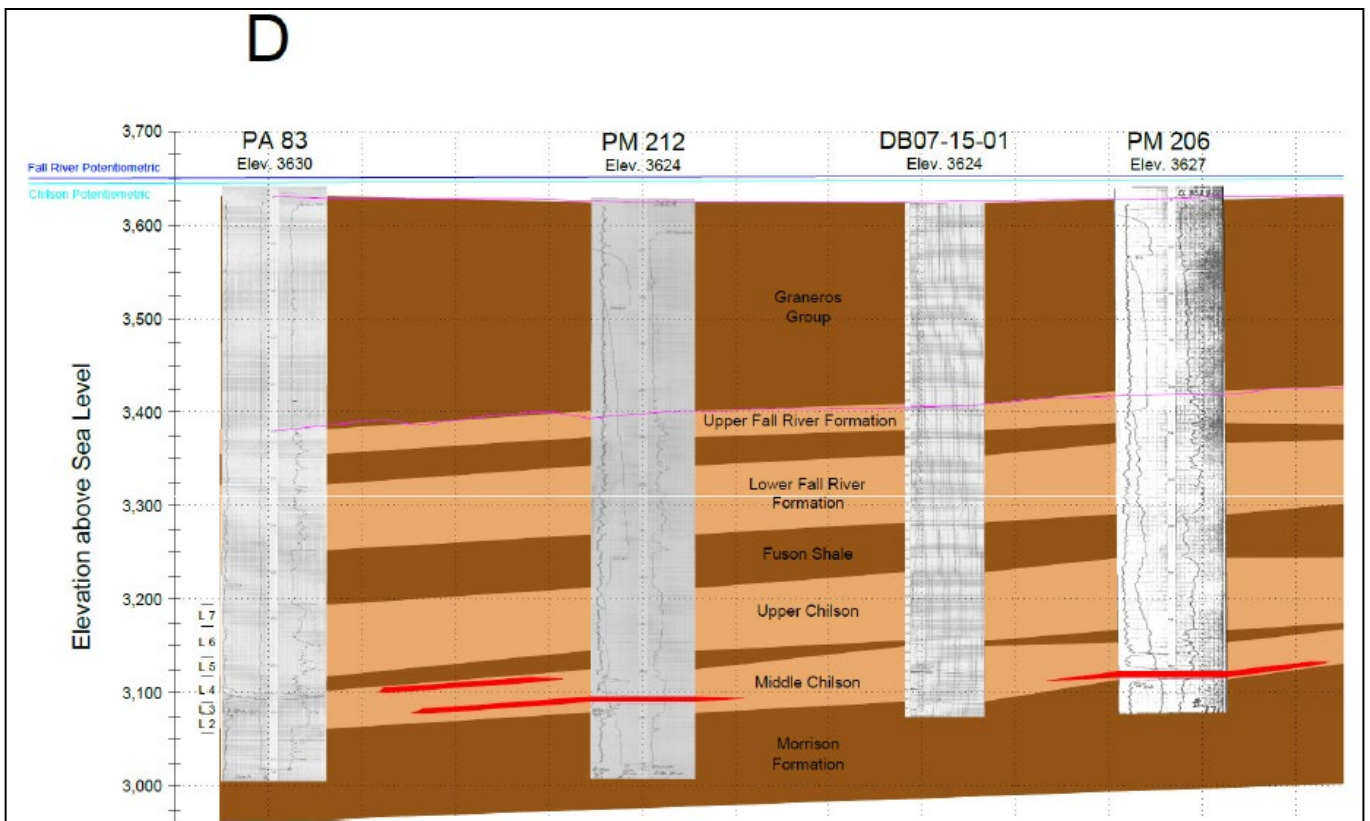 D
PA 83
Elev. 3630
PM 212
Elev. 3624
DB07-15-01
Elev. 3624
PM 206
Elev. 3627
Fall River Potentiometric
Chilson Potentiometric
Elevation above Sea Level
3,700
3,600
3,500
3,400
3,300
3,200
3,100
3,000
Graneros
Group
Upper Fall River Formation
Lower Fall River
Formation
Fuson Shale
Upper Chilson
Middle Chilson
Morrison
Formation
L 7
L 6
L 5
L 4
L 3
L 2